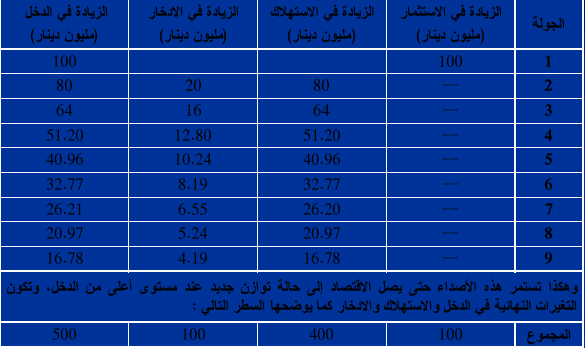 الجولة الزيادة في الاستثمار (مليون دينار) الزيادة في الاستهلاك (مليون دينار) الزيادة في الادخار (مليون دينار) الزيادة في الدخل (مليون دينار)
1 100 100
2 -- 80 20 80
3 -- 64 16 64
4 -- 51.20 12.80 51.20
5 -- 40.96 10.24 40.96
6 -- 32.77 8.19 32.77
7 -- 26.20 6.55 26.21
8 -- 20.97 5.24 20.97
9 -- 16.78 4.19 16.78
وهكذا تستمر هذه الأصداء حتى يصل الاقتصاد الى حالة توازن جديد عند مستوى أعلى من الدخل، وتكون
التغيرات النهائية في الدخل والاستهلاك والادخار كما يوضحها السطر التالي :
المجموع 100 400 100 500